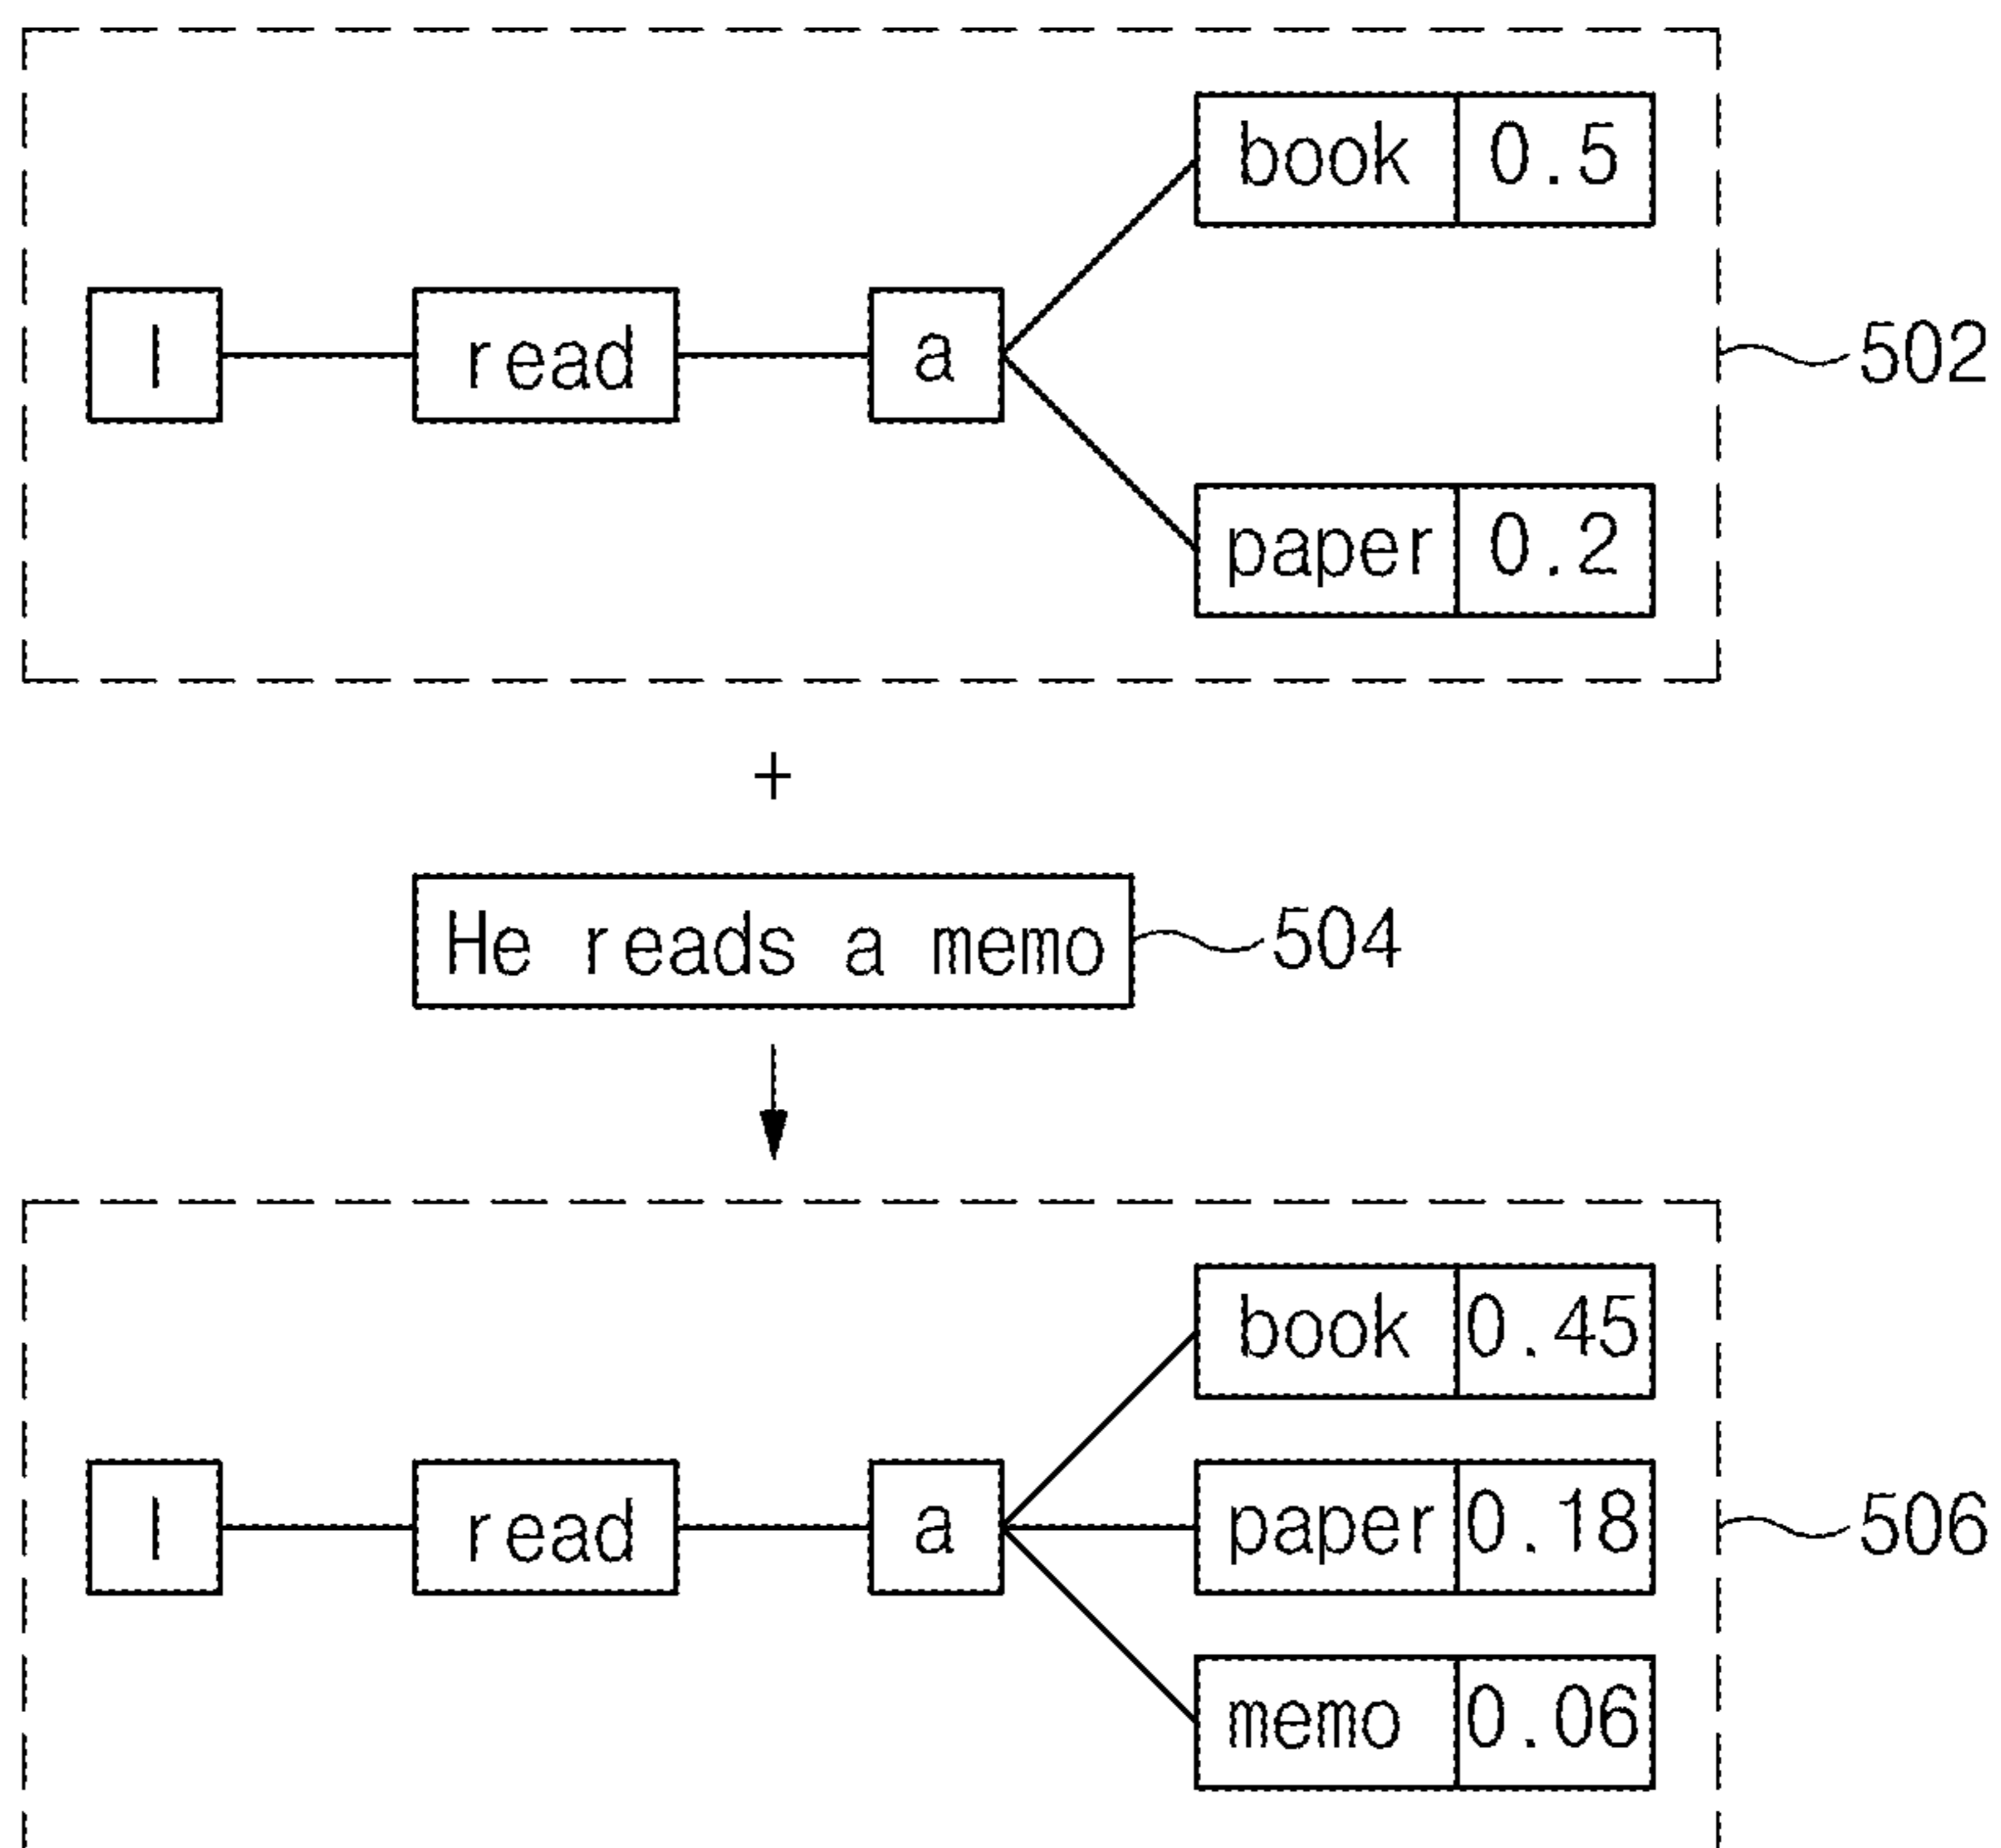 book 0.5
I read a 502
paper 0.2
+
He reads a memo 504
book 0.45
I read a paper 0.18 506
memo 0.06